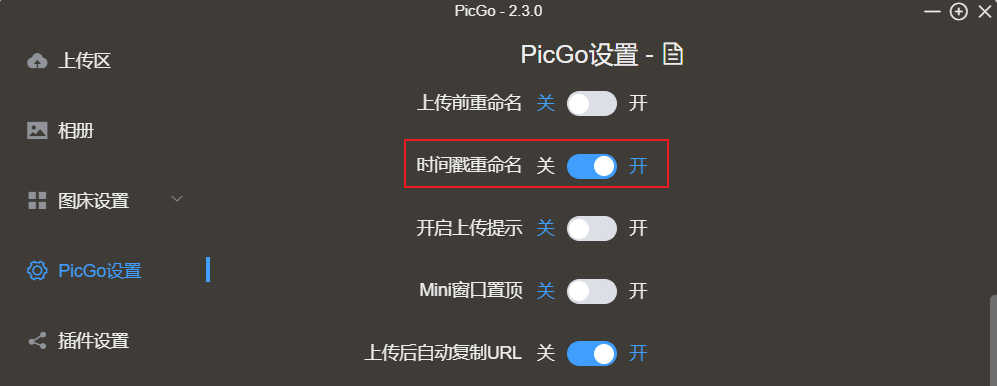 PicGo - 2.3.0
上传区
相册
图床设置
PicGo设置
插件设置
PicGo设置 -
上传前重命名 关 开
时间戳重命名 关 开
开启上传提示 关 开
Mini窗口置顶 关 开
上传后自动复制URL 关 开